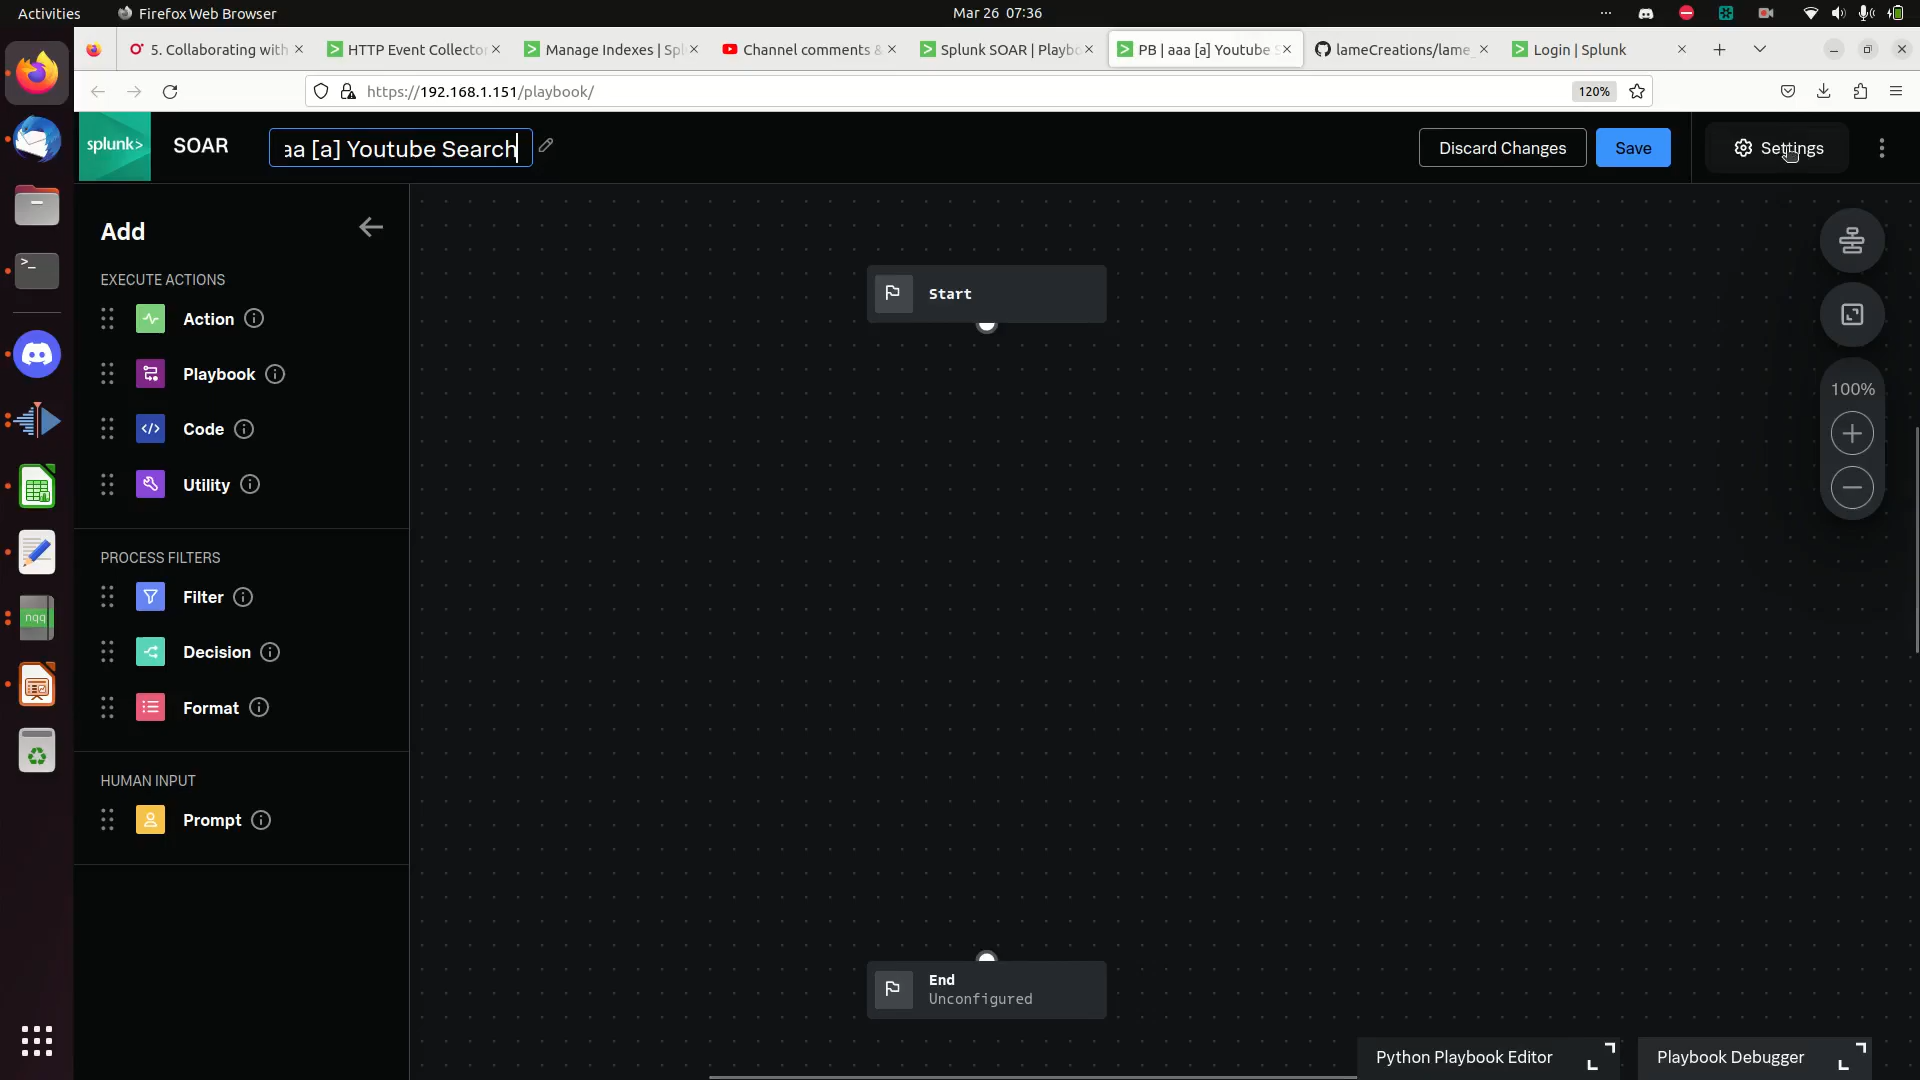 Activities
Firefox Web Browser
Mar 26 07:36
5. Collaborating with
HTTP Event Collector
Manage Indexes | Spl
Channel comments &
Splunk SOAR | Playbo
PB | aaa [a] Youtube S
lameCreations/lame_
Login | Splunk
https://192.168.1.151/playbook/
120%
splunk>
SOAR
aa [a] Youtube Search
Discard Changes
Save
Settings
Add
EXECUTE ACTIONS
Action
Playbook
Code
Utility
PROCESS FILTERS
Filter
Decision
Format
HUMAN INPUT
Prompt
Start
100%
End
Unconfigured
Python Playbook Editor
Playbook Debugger
nqq